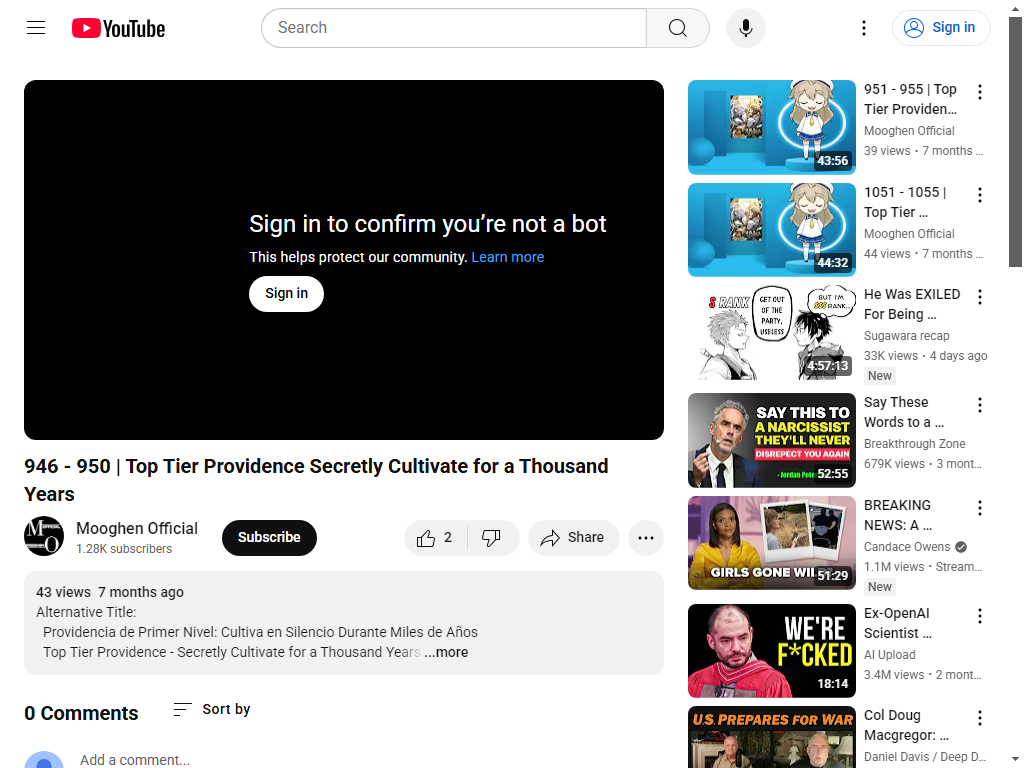 YouTube
Search
Sign in
Sign in to confirm you're not a bot
This helps protect our community. Learn more
Sign in
946 - 950 | Top Tier Providence Secretly Cultivate for a Thousand
Years
Mooghen Official
1.28K subscribers
Subscribe
2
Share
43 views 7 months ago
Alternative Title:
Providencia de Primer Nivel: Cultiva en Silencio Durante Miles de Años
Top Tier Providence - Secretly Cultivate for a Thousand Years ...more
0 Comments
Sort by
Add a comment...
43:56
951 - 955 | Top
Tier Providen...
Mooghen Official
39 views • 7 months ...
44:32
1051 - 1055 |
Top Tier ...
Mooghen Official
44 views • 7 months ...
S RANK
GET OUT
OF THE
PARTY,
USELESS
BUT I'M
SSS RANK...
4:57:13
He Was EXILED
For Being ...
Sugawara recap
33K views • 4 days ago
New
SAY THIS TO
A NARCISSIST
THEY'LL NEVER
DISREPECT YOU AGAIN
52:55
Say These
Words to a ...
Breakthrough Zone
679K views • 3 mont...
GIRLS GONE
51:29
BREAKING
NEWS: A ...
Candace Owens
1.1M views • Stream...
New
WE'RE
F*CKED
18:14
Ex-OpenAI
Scientist ...
AI Upload
3.4M views • 2 mont...
U.S. PREPARES FOR WAR
Col Doug
Macgregor: ...
Daniel Davis / Deep D...